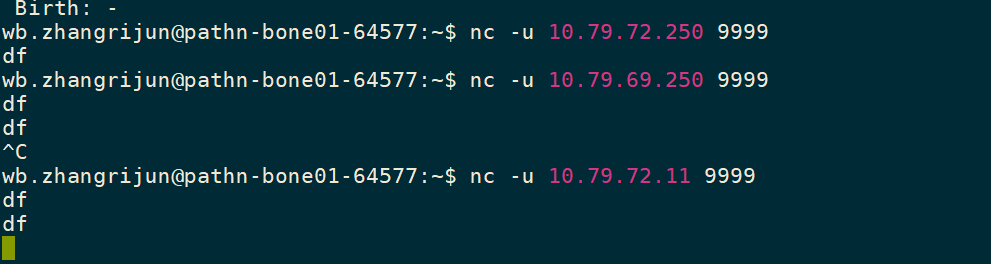 Birth: -
wb.zhangrijun@pathn-bone01-64577:~$ nc -u 10.79.72.250 9999
df
wb.zhangrijun@pathn-bone01-64577:~$ nc -u 10.79.69.250 9999
df
df
^C
wb.zhangrijun@pathn-bone01-64577:~$ nc -u 10.79.72.11 9999
df
df